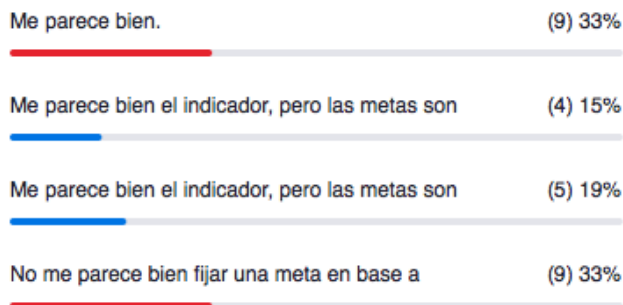 Me parece bien. (9) 33%
Me parece bien el indicador, pero las metas son (4) 15%
Me parece bien el indicador, pero las metas son (5) 19%
No me parece bien fijar una meta en base a (9) 33%